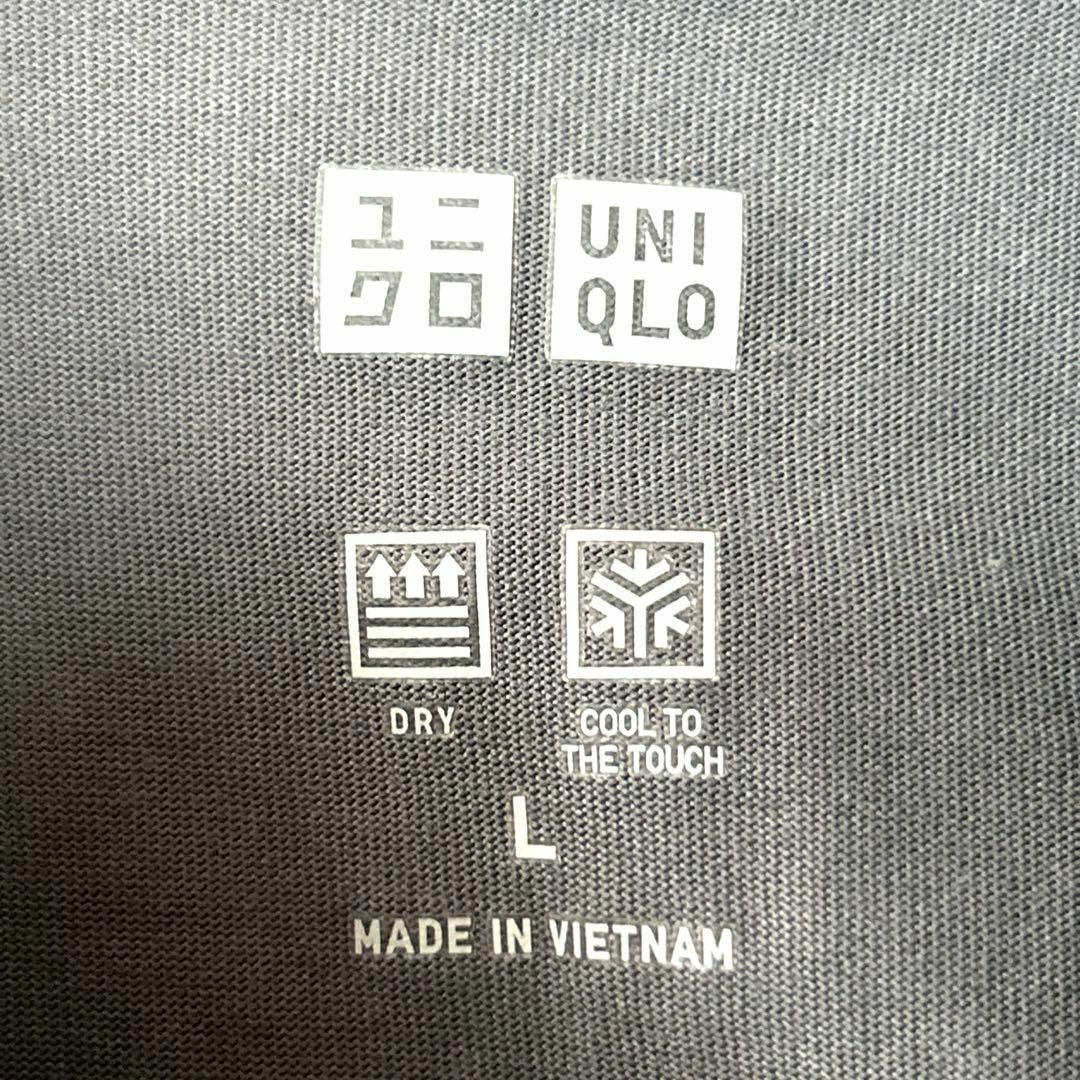 ユニ
クロ
UNI
QLO
DRY
COOL TO
THE TOUCH
L
MADE IN VIETNAM